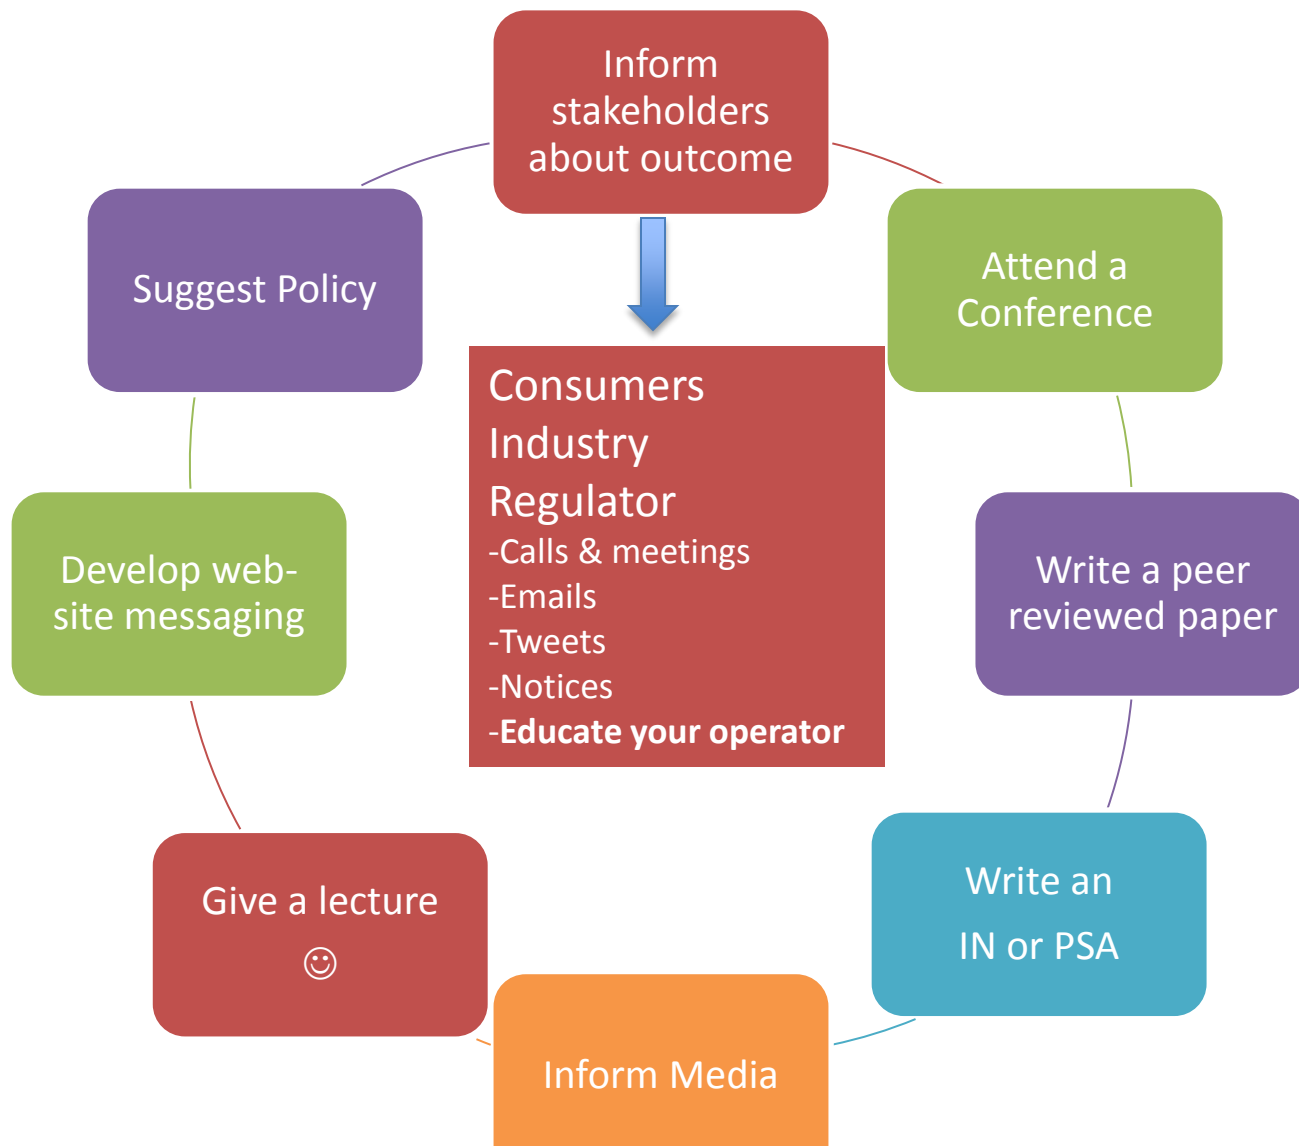 Inform
stakeholders
about outcome
Attend a
Conference
Write a peer
reviewed paper
Write an
IN or PSA
Inform Media
Give a lecture
☺
Develop web-
site messaging
Suggest Policy
Consumers
Industry
Regulator
-Calls & meetings
-Emails
-Tweets
-Notices
-Educate your operator